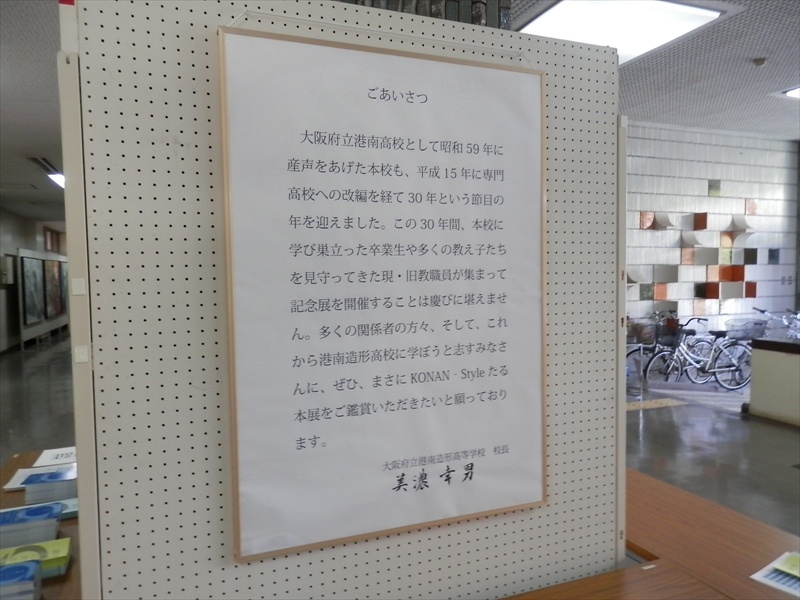 ごあいさつ
大阪府立港南高校として昭和59年に
産声をあげた本校も、平成15年に専門
高校への改編を経て30年という節目の
年を迎えました。この30年間、本校に
学び巣立った卒業生や多くの教え子たち
を見守ってきた現・旧教職員が集まって
記念展を開催することは慶びに堪えませ
ん。多くの関係者の方々、そして、これ
から港南造形高校に学ぼうと志すみなさ
んに、ぜひ、まさにKONAN‐Styleたる
本展をご鑑賞いただきたいと願っており
ます。
大阪府立港南造形高等学校　校長
美濃 幸男